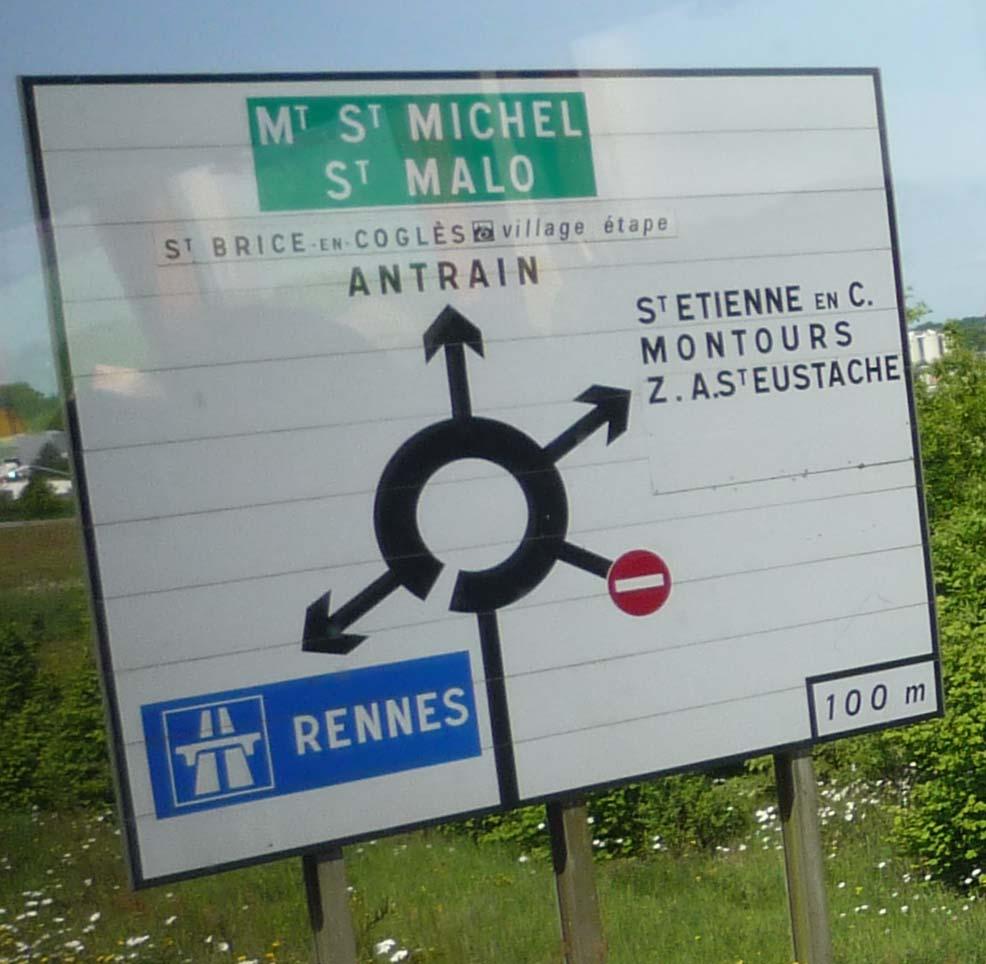 MT ST MICHEL
ST MALO
ST BRICE-EN-COGLÈS village étape
ANTRAIN
ST ETIENNE EN C.
MONTOURS
Z.A.ST EUSTACHE
RENNES
100 m